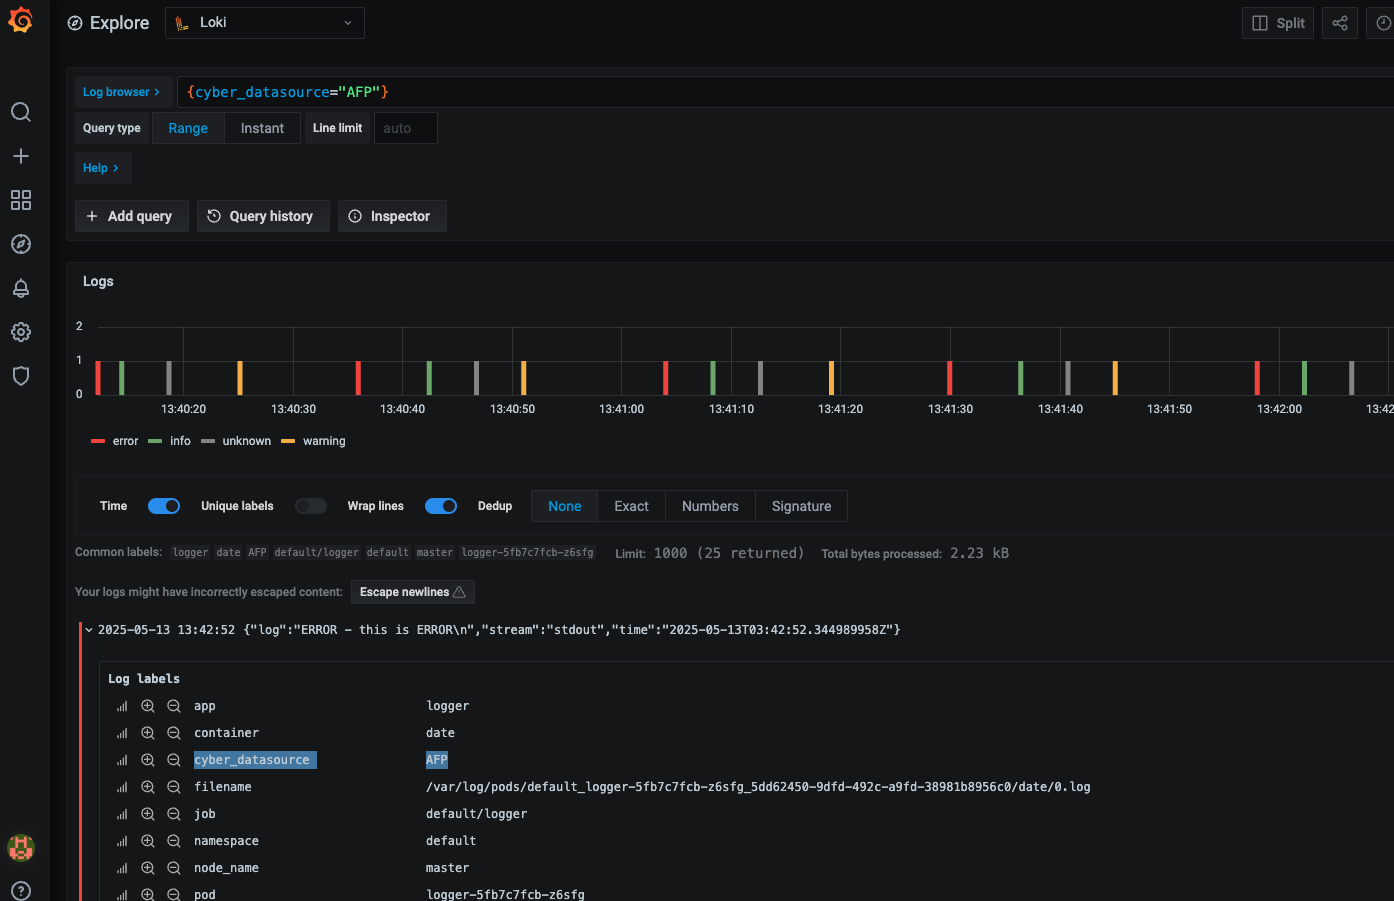 Explore Loki Split
Log browser > {cyber_datasource="AFP"}
Query type Range Instant Line limit auto
Help >
+ Add query Query history Inspector
Logs
2
1
0
13:40:20 13:40:30 13:40:40 13:40:50 13:41:00 13:41:10 13:41:20 13:41:30 13:41:40 13:41:50 13:42:00 13:42
error info unknown warning
Time Unique labels Wrap lines Dedup None Exact Numbers Signature
Common labels: logger date AFP default/logger default master logger-5fb7c7fcb-z6sfg Limit: 1000 (25 returned) Total bytes processed: 2.23 kB
Your logs might have incorrectly escaped content: Escape newlines
2025-05-13 13:42:52 {"log":"ERROR - this is ERROR\n","stream":"stdout","time":"2025-05-13T03:42:52.344989958Z"}
Log labels
app logger
container date
cyber_datasource AFP
filename /var/log/pods/default_logger-5fb7c7fcb-z6sfg_5dd62450-9dfd-492c-a9fd-38981b8956c0/date/0.log
job default/logger
namespace default
node_name master
pod logger-5fb7c7fcb-z6sfg